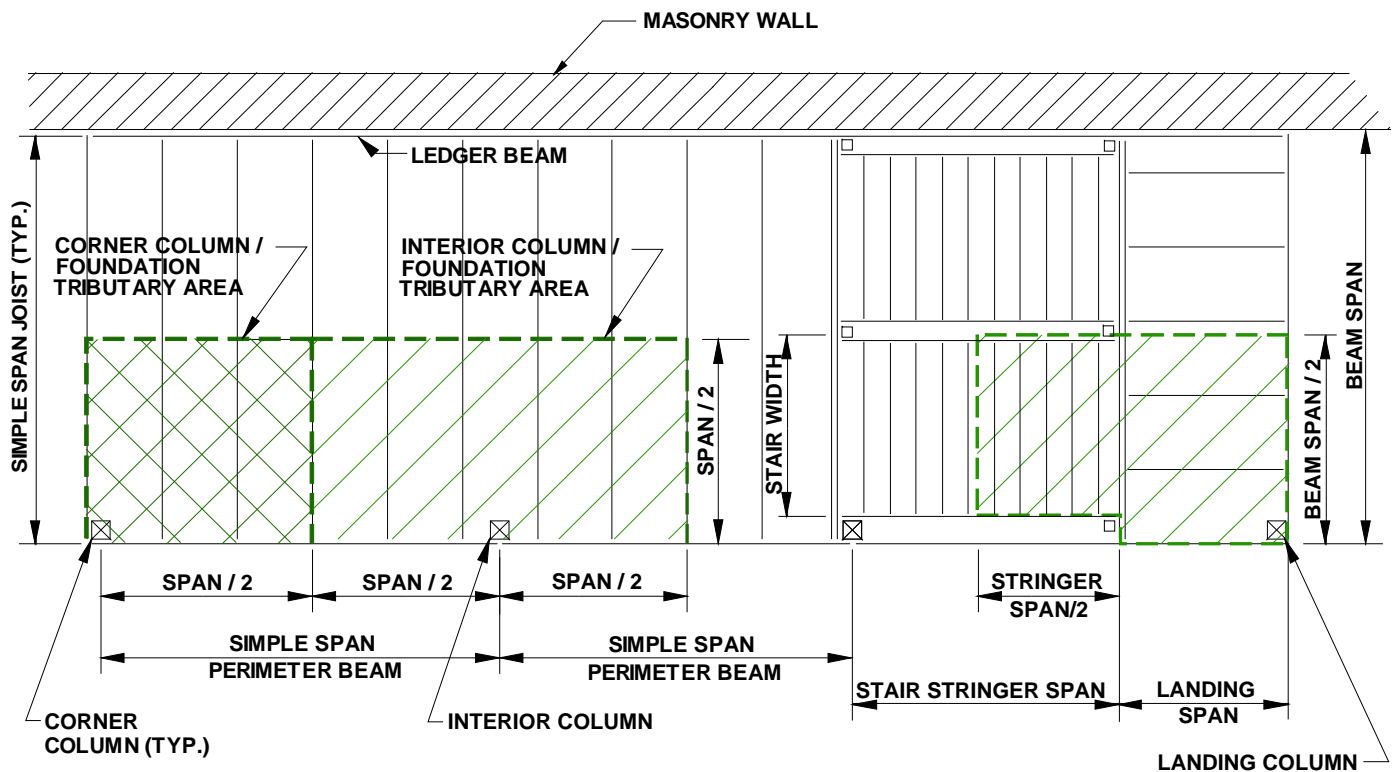 MASONRY WALL
LEDGER BEAM
SIMPLE SPAN JOIST (TYP.)
CORNER COLUMN /
FOUNDATION
TRIBUTARY AREA
INTERIOR COLUMN /
FOUNDATION
TRIBUTARY AREA
SPAN / 2
STAIR WIDTH
BEAM SPAN / 2
BEAM SPAN
SPAN / 2
SPAN / 2
SPAN / 2
STRINGER
SPAN/2
SIMPLE SPAN
PERIMETER BEAM
SIMPLE SPAN
PERIMETER BEAM
STAIR STRINGER SPAN
LANDING
SPAN
CORNER
COLUMN (TYP.)
INTERIOR COLUMN
LANDING COLUMN